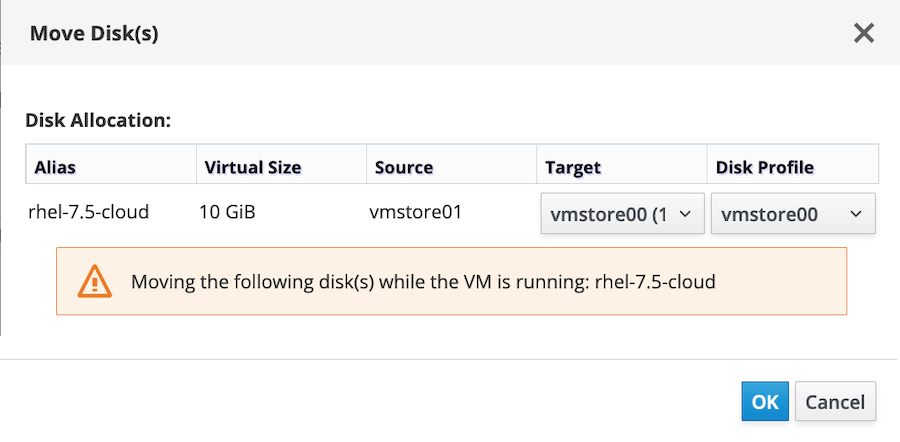 Move Disk(s)
Disk Allocation:
Alias Virtual Size Source Target Disk Profile
rhel-7.5-cloud 10 GiB vmstore01 vmstore00 (1 vmstore00
Moving the following disk(s) while the VM is running: rhel-7.5-cloud
OK Cancel